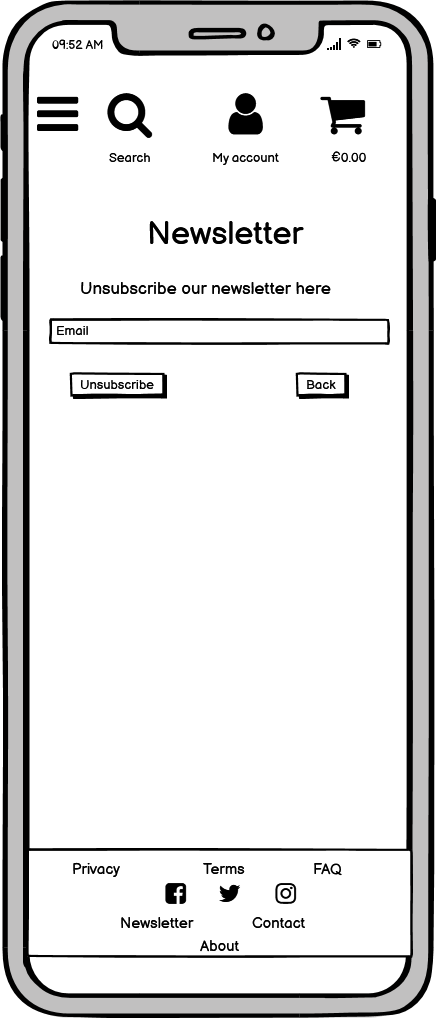 09:52 AM
Search My account €0.00
Newsletter
Unsubscribe our newsletter here
Email
Unsubscribe Back
Privacy Terms FAQ
Newsletter Contact
About